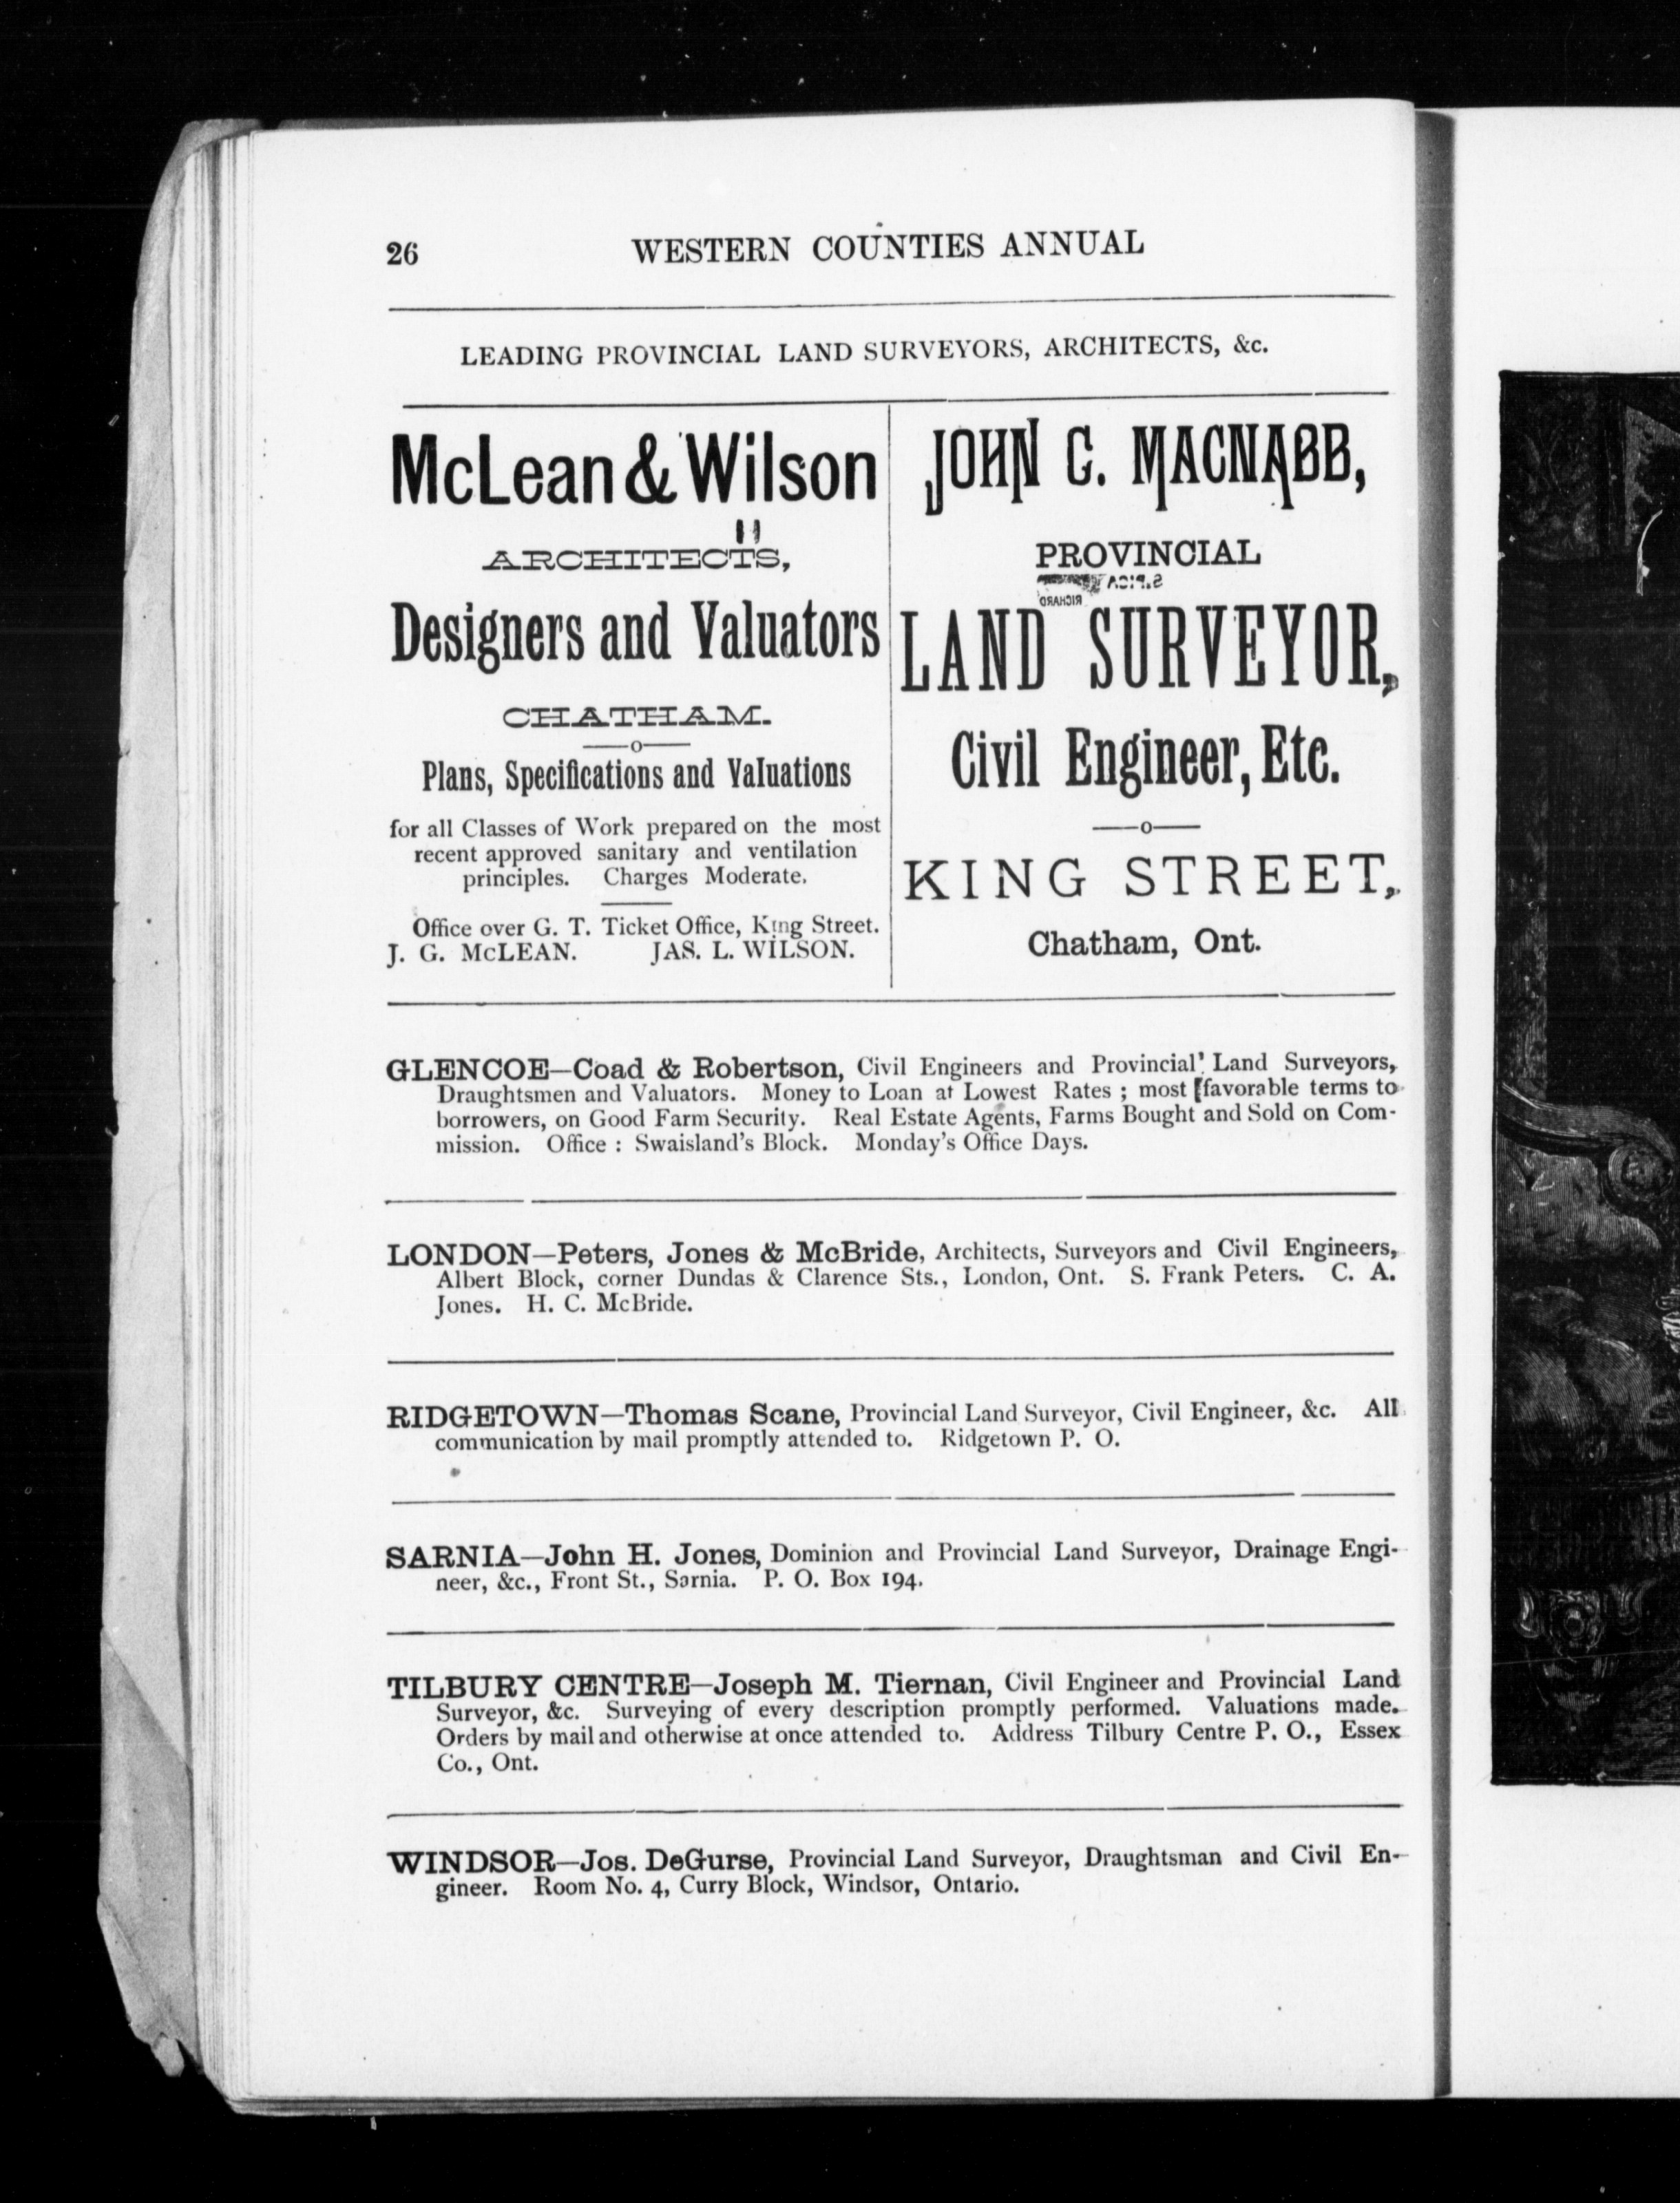 26 WESTERN COUNTIES ANNUAL
LEADING PROVINCIAL LAND SURVEYORS, ARCHITECTS, &c.
McLean & Wilson
ARCHITECTS,
Designers and Valuators
CHATHAM.
—o—
Plans, Specifications and Valuations
for all Classes of Work prepared on the most
recent approved sanitary and ventilation
principles. Charges Moderate.
Office over G. T. Ticket Office, King Street.
J. G. McLEAN. JAS. L. WILSON.
JOHN C. MACNABB,
PROVINCIAL
RICHARD
LAND SURVEYOR,
Civil Engineer, Etc.
—o—
KING STREET,
Chatham, Ont.
GLENCOE—Coad & Robertson, Civil Engineers and Provincial' Land Surveyors,
Draughtsmen and Valuators. Money to Loan at Lowest Rates ; most [favorable terms to
borrowers, on Good Farm Security. Real Estate Agents, Farms Bought and Sold on Com-
mission. Office : Swaisland's Block. Monday's Office Days.
LONDON—Peters, Jones & McBride, Architects, Surveyors and Civil Engineers,
Albert Block, corner Dundas & Clarence Sts., London, Ont. S. Frank Peters. C. A.
Jones. H. C. McBride.
RIDGETOWN—Thomas Scane, Provincial Land Surveyor, Civil Engineer, &c. All
communication by mail promptly attended to. Ridgetown P. O.
SARNIA—John H. Jones, Dominion and Provincial Land Surveyor, Drainage Engi-
neer, &c., Front St., Sarnia. P. O. Box 194.
TILBURY CENTRE—Joseph M. Tiernan, Civil Engineer and Provincial Land
Surveyor, &c. Surveying of every description promptly performed. Valuations made.
Orders by mail and otherwise at once attended to. Address Tilbury Centre P. O., Essex
Co., Ont.
WINDSOR—Jos. DeGurse, Provincial Land Surveyor, Draughtsman and Civil En-
gineer. Room No. 4, Curry Block, Windsor, Ontario.